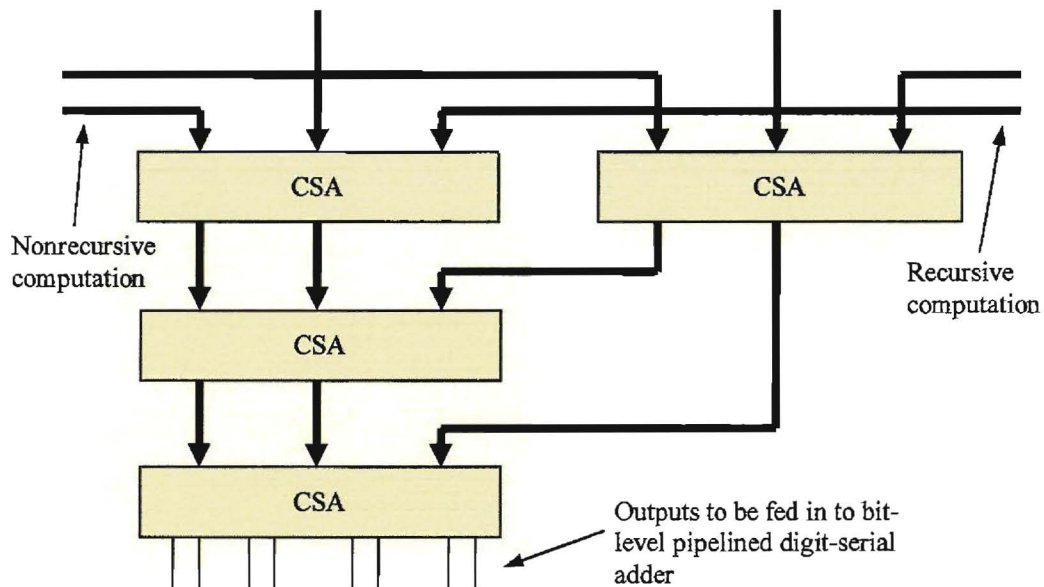 CSA
CSA
Nonrecursive
computation
Recursive
computation
CSA
CSA
Outputs to be fed in to bit-
level pipelined digit-serial
adder